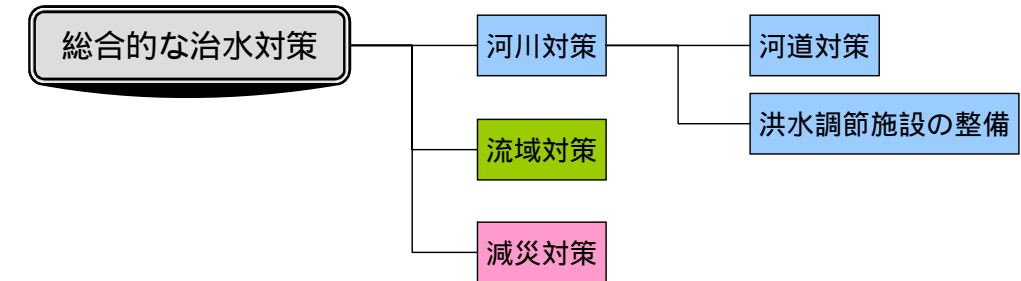 総合的な治水対策
河川対策
河道対策
洪水調節施設の整備
流域対策
減災対策